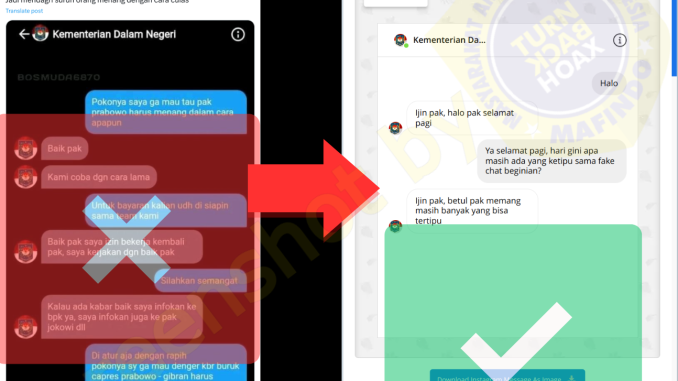 Jadi mendagri suruh orang menang dengan cara culas
Translate post
Kementerian Dalam Negeri
BOSMUDA6870
Pokonya saya ga mau tau pak
prabowo harus menang dalam cara
apapun
Baik pak
Kami coba dgn cara lama
Untuk bayaran kalian udh di siapin
sama team kami
Baik pak saya izin bekerja kembali
pak, saya kerjakan dgn baik pak
Silahkan semangat
Kalau ada kabar baik saya infokan ke
bpk ya, saya infokan juga ke pak
jokowi dll
Di atur aja dengan rapih
pokonya sy ga mau denger kbr buruk
capres prabowo - gibran harus
Kementerian Da...
Halo
Ijin pak, halo pak selamat
pagi
Ya selamat pagi, hari gini apa
masih ada yang ketipu sama fake
chat beginian?
Ijin pak, betul pak memang
masih banyak yang bisa
tertipu
TURN
BACK
HOAX
MAFINDO
Download Instagram Message As Image